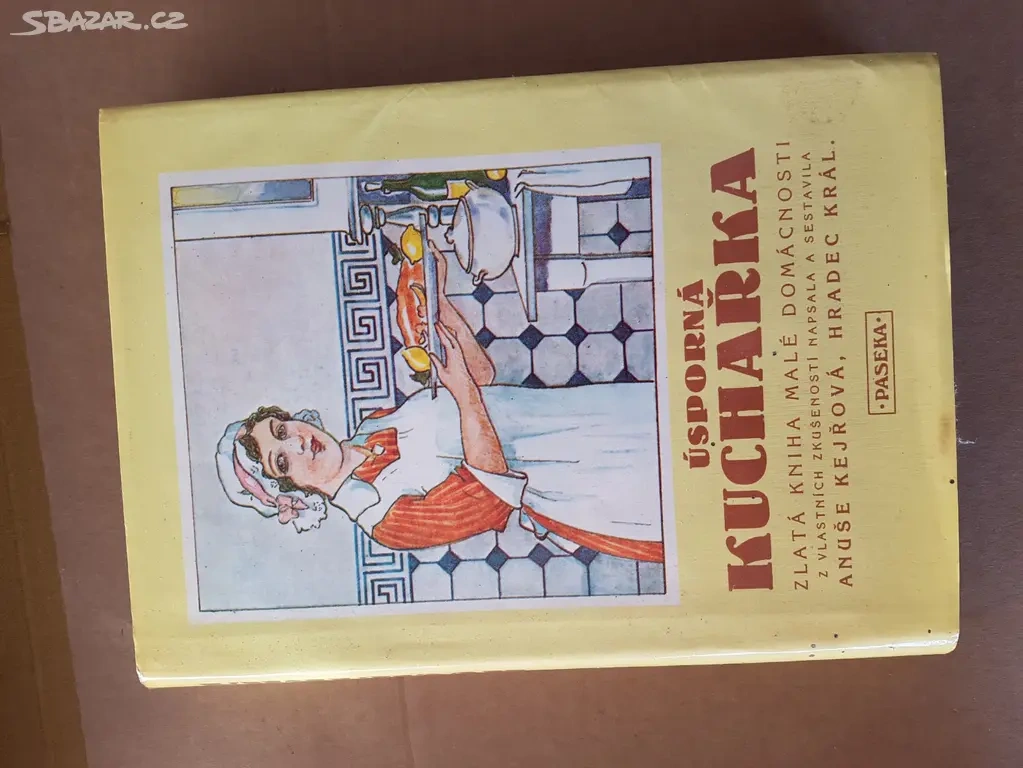 SBAZAR.CZ
ÚSPORNÁ
KUCHAŘKA
ZLATÁ KNIHA MALÉ DOMÁCNOSTI
Z VLASTNÍCH ZKUŠENOSTÍ NAPSALA A SESTAVILA
ANUŠE KEJŘOVÁ, HRADEC KRÁL.
·PASEKA·